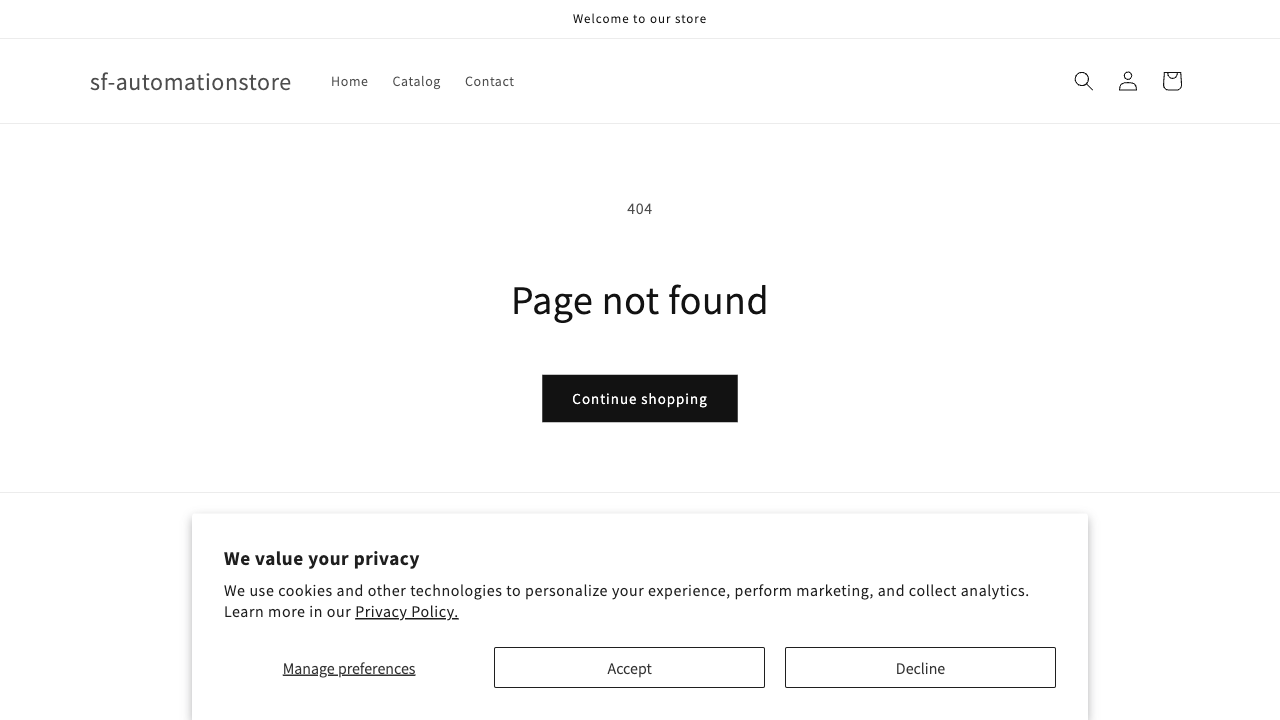 Welcome to our store
sf-automationstore
Home
Catalog
Contact
404
Page not found
Continue shopping
We value your privacy
We use cookies and other technologies to personalize your experience, perform marketing, and collect analytics.
Learn more in our Privacy Policy.
Manage preferences
Accept
Decline